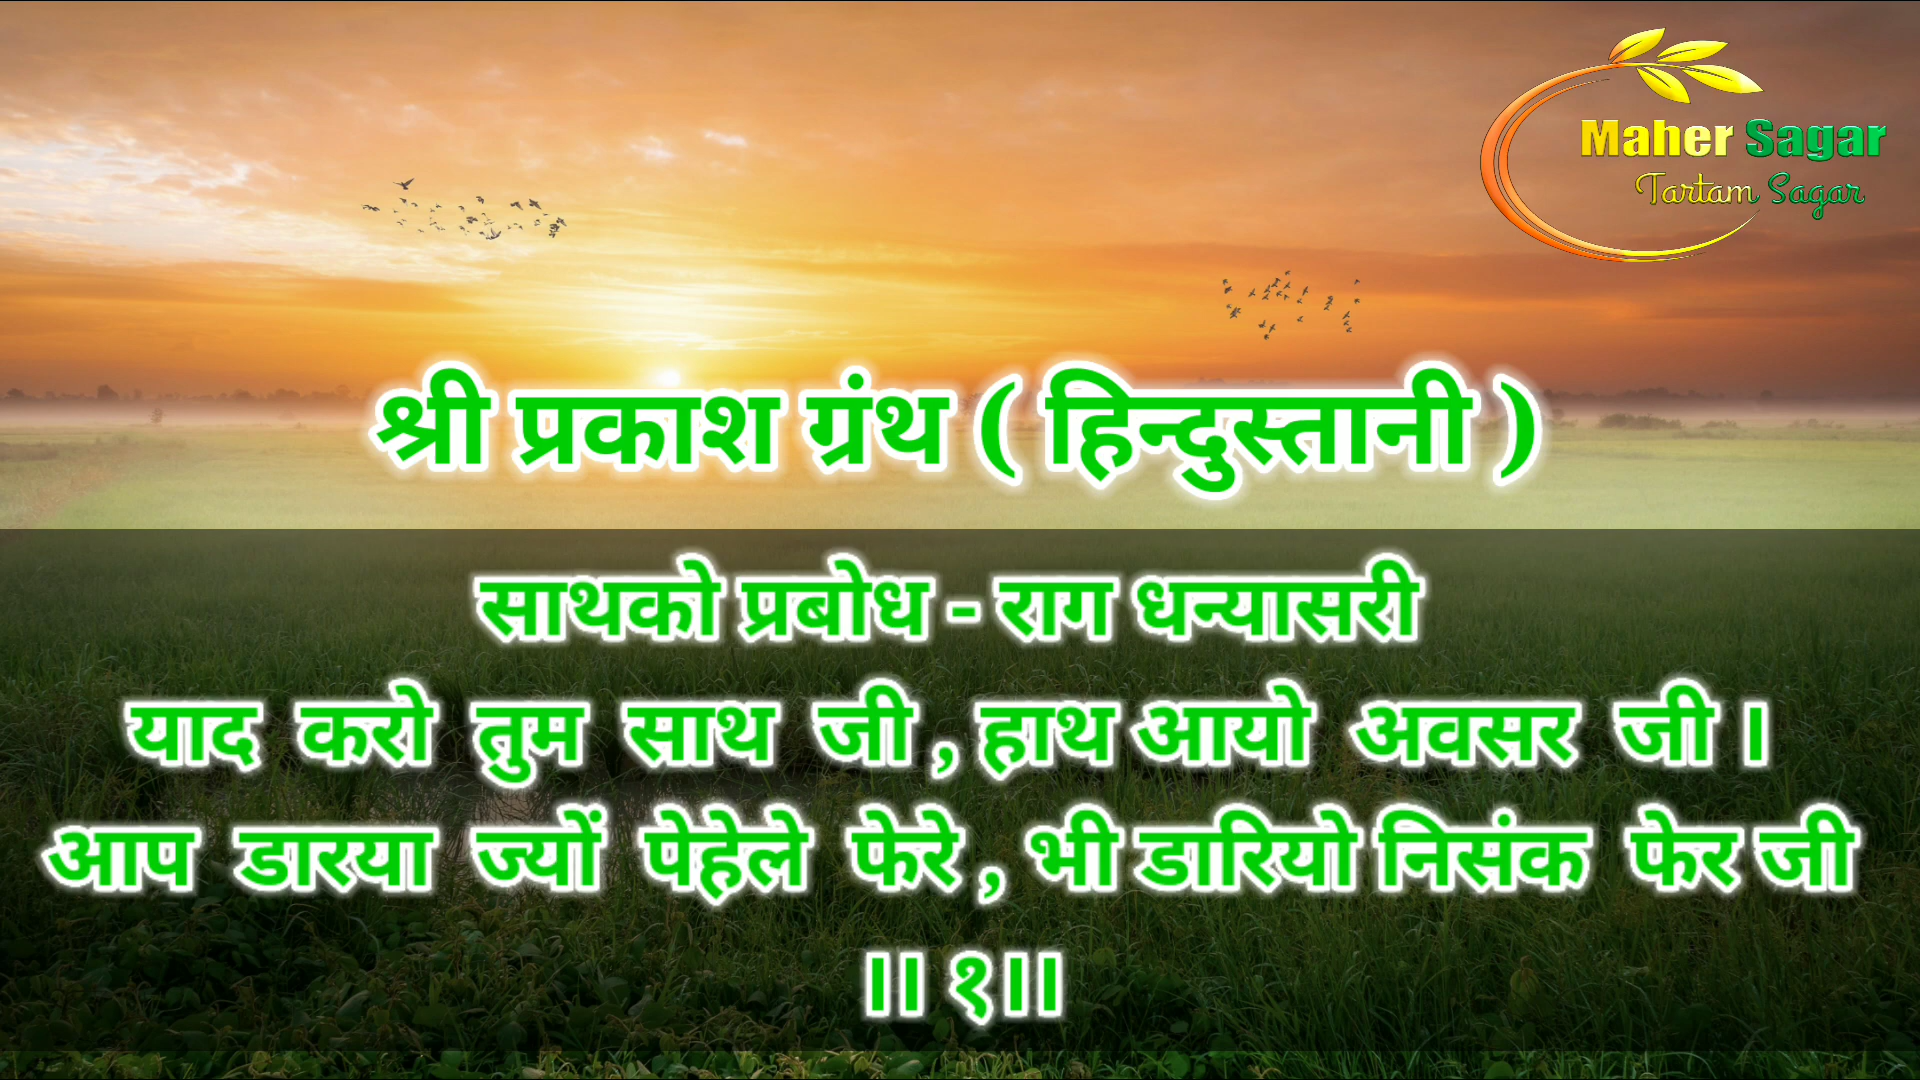 Maher Sagar
Tartam Sagar
श्री प्रकाश ग्रंथ ( हिन्दुस्तानी )
साथको प्रबोध - राग धन्यासरी
याद करो तुम साथ जी , हाथ आयो अवसर जी ।
आप डारया ज्यों पेहेले फेरे , भी डारियो निसंक फेर जी
।। १।।